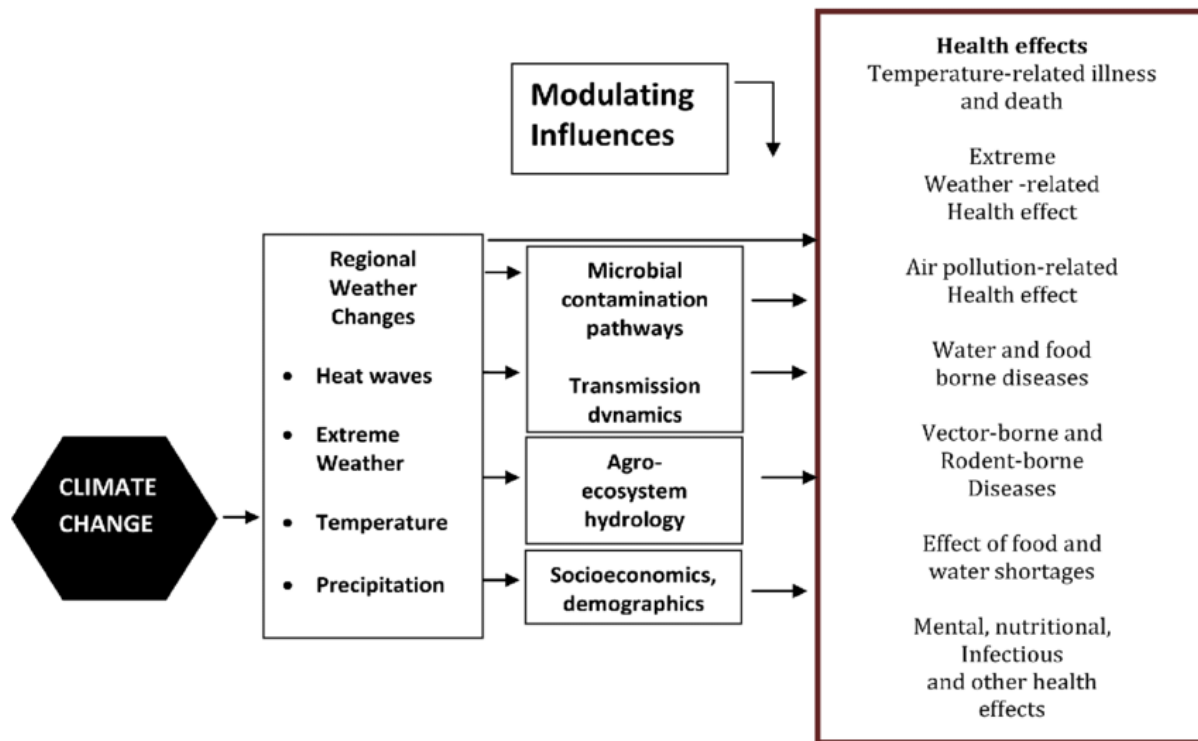 Modulating
Influences
CLIMATE
CHANGE
Regional
Weather
Changes
• Heat waves
• Extreme
Weather
• Temperature
• Precipitation
Microbial
contamination
pathways
Transmission
dvnamics
Agro-
ecosystem
hydrology
Socioeconomics,
demographics
Health effects
Temperature-related illness
and death
Extreme
Weather -related
Health effect
Air pollution-related
Health effect
Water and food
borne diseases
Vector-borne and
Rodent-borne
Diseases
Effect of food and
water shortages
Mental, nutritional,
Infectious
and other health
effects